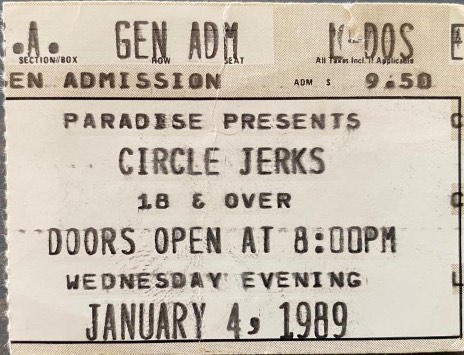 .A. GEN ADM DOS
SECTION/BOX ROW SEAT All Taxes Incl. If Applicable
EN ADMISSION ADM $ 9.50
PARADISE PRESENTS
CIRCLE JERKS
18 & OVER
DOORS OPEN AT 8:00PM
WEDNESDAY EVENING
JANUARY 4, 1989